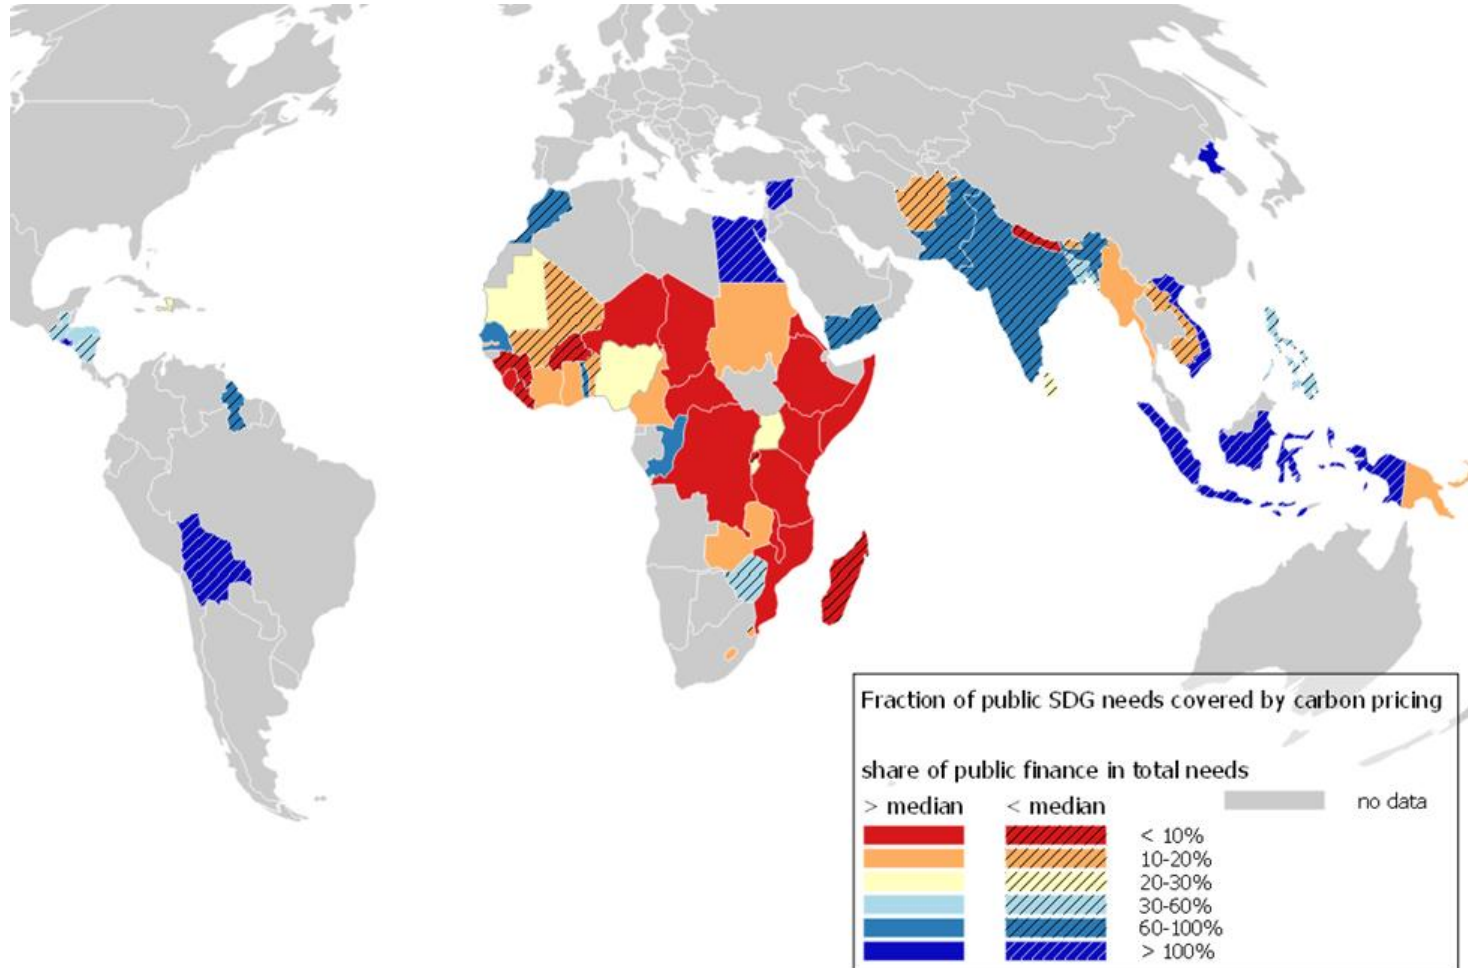 Fraction of public SDG needs covered by carbon pricing
share of public finance in total needs
> median < median no data
< 10%
10-20%
20-30%
30-60%
60-100%
> 100%